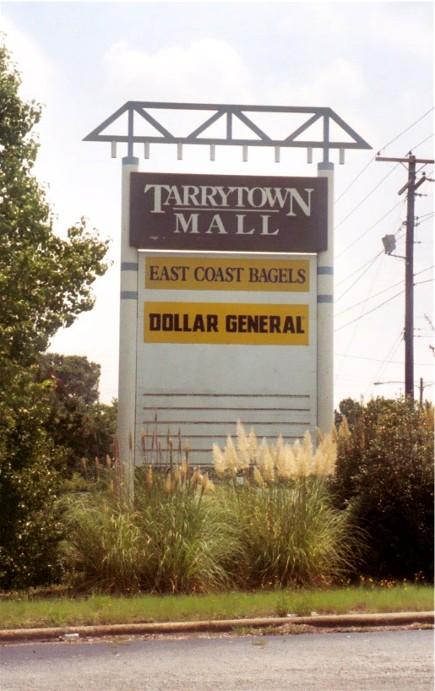 TARRYTOWN
MALL
EAST COAST BAGELS
DOLLAR GENERAL